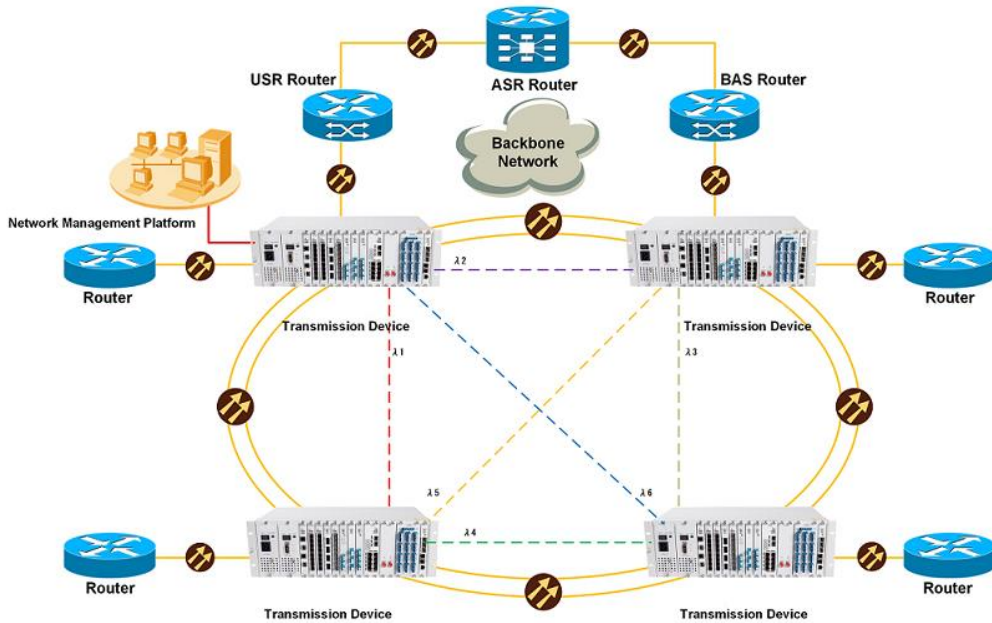 USR Router
ASR Router
BAS Router
Backbone
Network
Network Management Platform
λ2
Router
Router
Transmission Device
Transmission Device
λ1
λ3
λ5
λ6
λ4
Router
Router
Transmission Device
Transmission Device